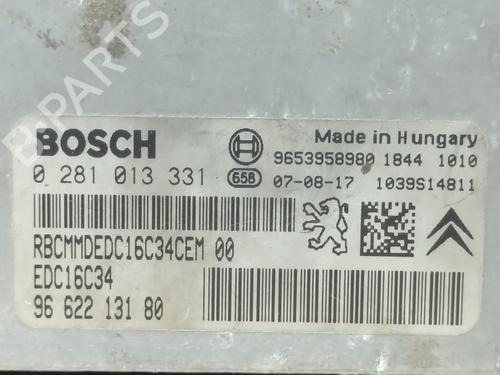 B PARTS
BOSCH
Made in Hungary
9653958980 1844 1010
0 281 013 331
658
07-08-17 1039S14811
RBCMMDEDC16C34CEM 00
EDC16C34
96 622 131 80